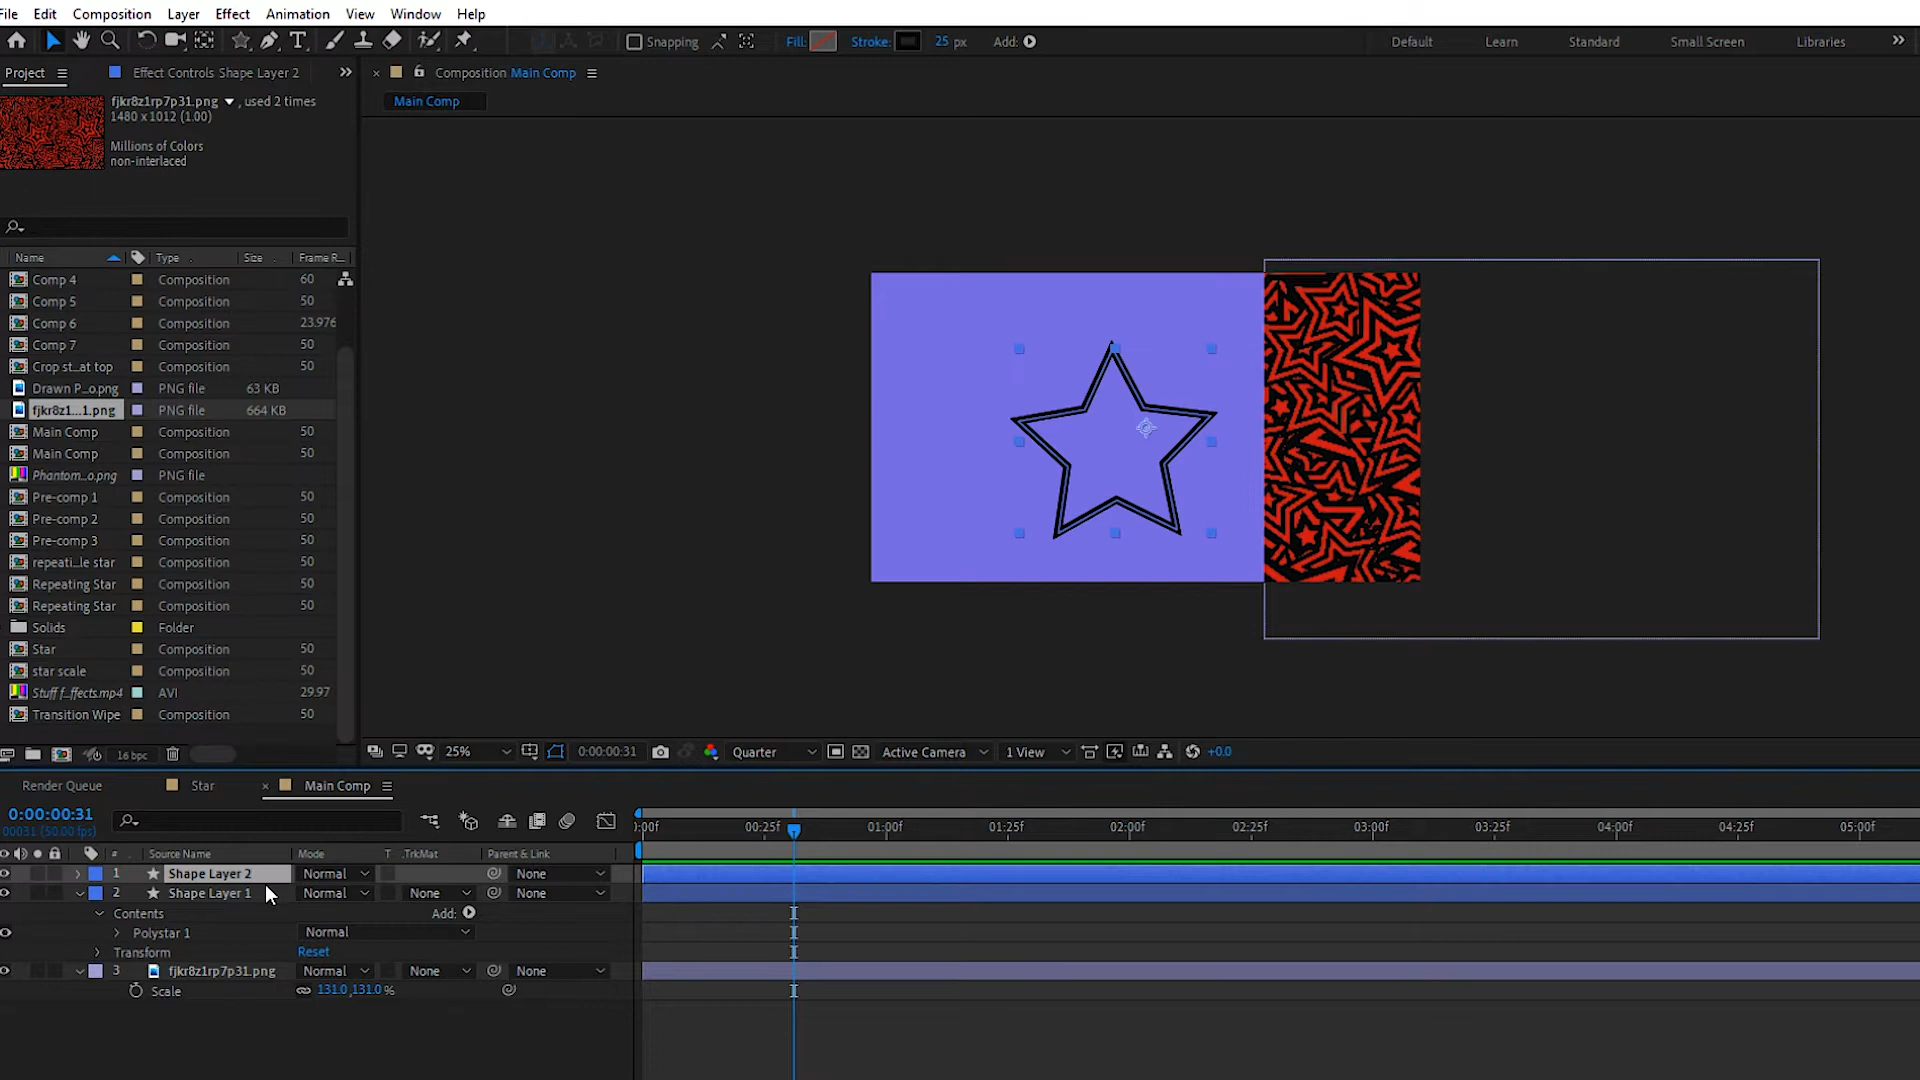 File Edit Composition Layer Effect Animation View Window Help
Snapping Fill: Stroke: 25 px Add: Default Learn Standard Small Screen Libraries
Project Effect Controls Shape Layer 2 Composition Main Comp
Main Comp
fjkr8z1rp7p31.png , used 2 times
1480 x 1012 (1.00)
Millions of Colors
non-interlaced
Name Type Size Frame R...
Comp 4 Composition 60
Comp 5 Composition 50
Comp 6 Composition 23.976
Comp 7 Composition 50
Crop st...at top Composition 50
Drawn P...o.png PNG file 63 KB
fjkr8z1...1.png PNG file 664 KB
Main Comp Composition 50
Main Comp Composition 50
Phantom...o.png PNG file
Pre-comp 1 Composition 50
Pre-comp 2 Composition 50
Pre-comp 3 Composition 50
repeati...le star Composition 50
Repeating Star Composition 50
Repeating Star Composition 50
Solids Folder
Star Composition 50
star scale Composition 50
Stuff f...ffects.mp4 AVI 29.97
Transition Wipe Composition 50
16 bpc 25% 0:00:00:31 Quarter Active Camera 1 View +0.0
Render Queue Star Main Comp
0:00:00:31
00031 (50.00 fps)
:00f 00:25f 01:00f 01:25f 02:00f 02:25f 03:00f 03:25f 04:00f 04:25f 05:00f
# Source Name Mode T .TrkMat Parent & Link
1 Shape Layer 2 Normal None
2 Shape Layer 1 Normal None None
Contents Add:
Polystar 1 Normal
Transform Reset
3 fjkr8z1rp7p31.png Normal None None
Scale 131.0,131.0 %